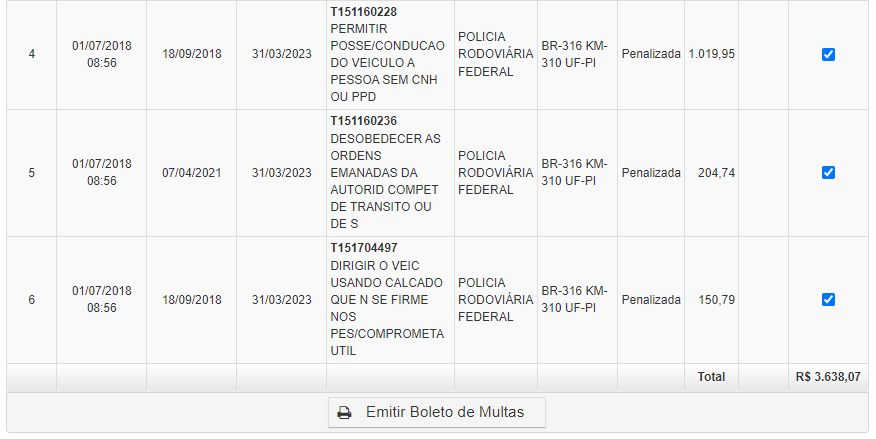 T151160228
PERMITIR
POSSE/CONDUCAO
DO VEICULO A
PESSOA SEM CNH
OU PPD
4
01/07/2018
08:56
18/09/2018
31/03/2023
POLICIA
RODOVIÁRIA
FEDERAL
BR-316 KM-
310 UF-PI
Penalizada
1.019,95
T151160236
DESOBEDECER AS
ORDENS
EMANADAS DA
AUTORID COMPET
DE TRANSITO OU
DE S
5
01/07/2018
08:56
07/04/2021
31/03/2023
POLICIA
RODOVIÁRIA
FEDERAL
BR-316 KM-
310 UF-PI
Penalizada
204,74
T151704497
DIRIGIR O VEIC
USANDO CALCADO
QUE N SE FIRME
NOS
PES/COMPROMETA
UTIL
6
01/07/2018
08:56
18/09/2018
31/03/2023
POLICIA
RODOVIÁRIA
FEDERAL
BR-316 KM-
310 UF-PI
Penalizada
150,79
Total
R$ 3.638,07
Emitir Boleto de Multas